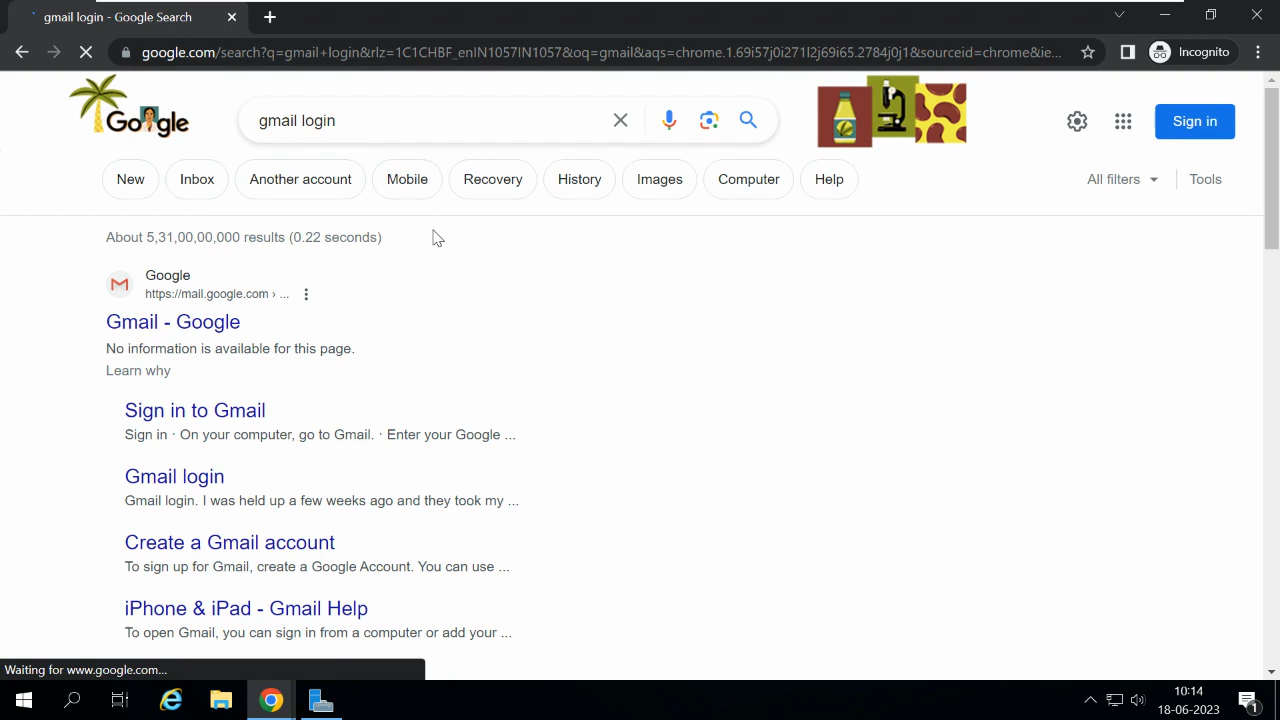 gmail login - Google Search
google.com/search?q=gmail+login&rlz=1C1CHBF_enIN1057IN1057&oq=gmail&aqs=chrome.1.69i57j0i271l2j69i65.2784j0j1&sourceid=chrome&ie...
Incognito
Google
gmail login
Sign in
New
Inbox
Another account
Mobile
Recovery
History
Images
Computer
Help
All filters
Tools
About 5,31,00,00,000 results (0.22 seconds)
Google
https://mail.google.com › ...
Gmail - Google
No information is available for this page.
Learn why
Sign in to Gmail
Sign in · On your computer, go to Gmail. · Enter your Google ...
Gmail login
Gmail login. I was held up a few weeks ago and they took my ...
Create a Gmail account
To sign up for Gmail, create a Google Account. You can use ...
iPhone & iPad - Gmail Help
To open Gmail, you can sign in from a computer or add your ...
Waiting for www.google.com...
10:14
18-06-2023
1